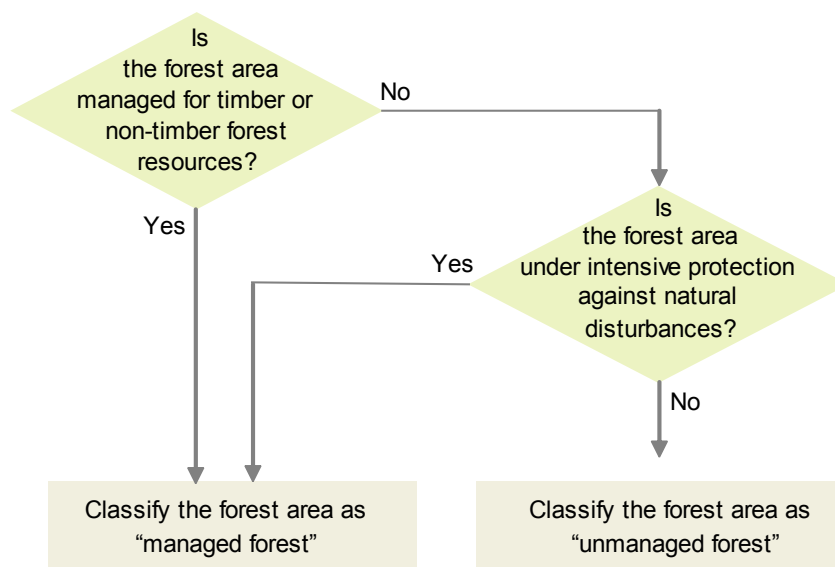 Is
the forest area
managed for timber or
non-timber forest
resources?
No
Yes
Is
the forest area
under intensive protection
against natural
disturbances?
Yes
No
Classify the forest area as
“managed forest”
Classify the forest area as
“unmanaged forest”